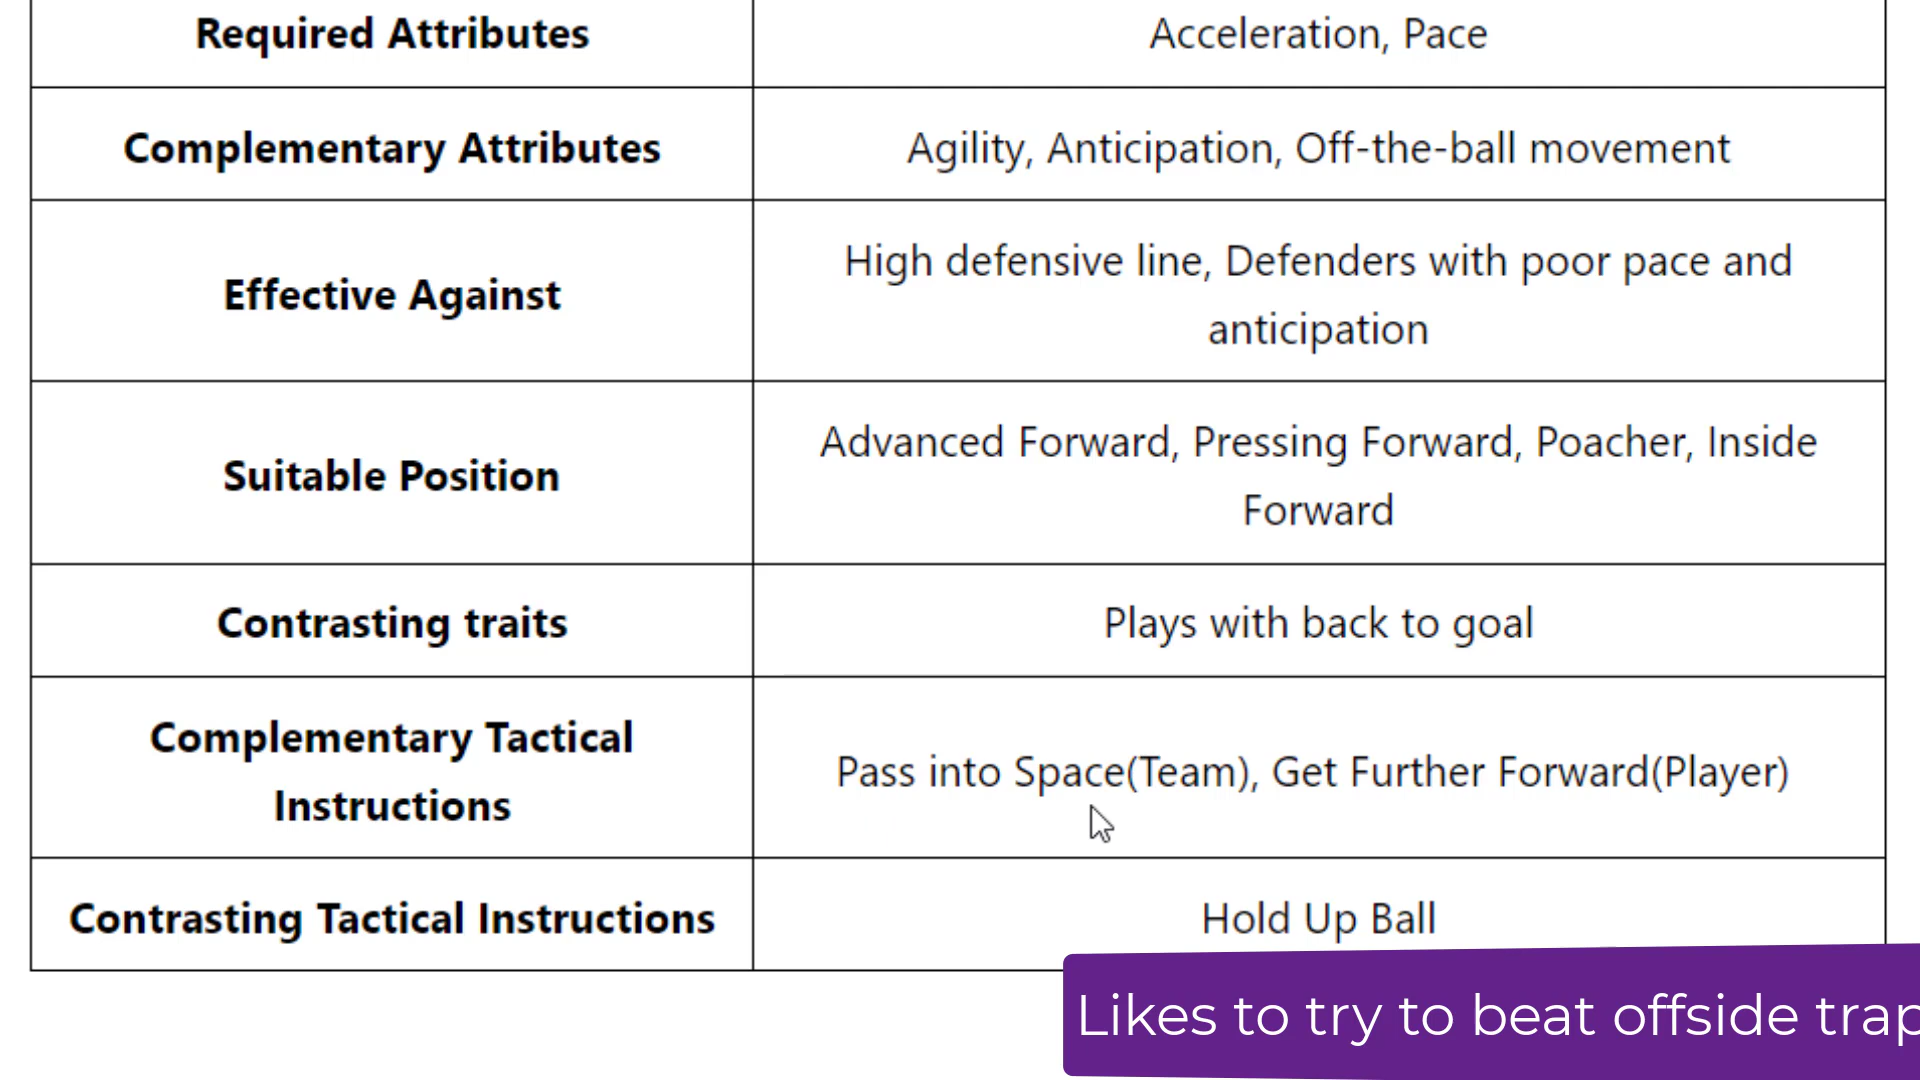 Required Attributes
Acceleration, Pace
Complementary Attributes
Agility, Anticipation, Off-the-ball movement
Effective Against
High defensive line, Defenders with poor pace and
anticipation
Suitable Position
Advanced Forward, Pressing Forward, Poacher, Inside
Forward
Contrasting traits
Plays with back to goal
Complementary Tactical
Instructions
Pass into Space(Team), Get Further Forward(Player)
Contrasting Tactical Instructions
Hold Up Ball
Likes to try to beat offside trap